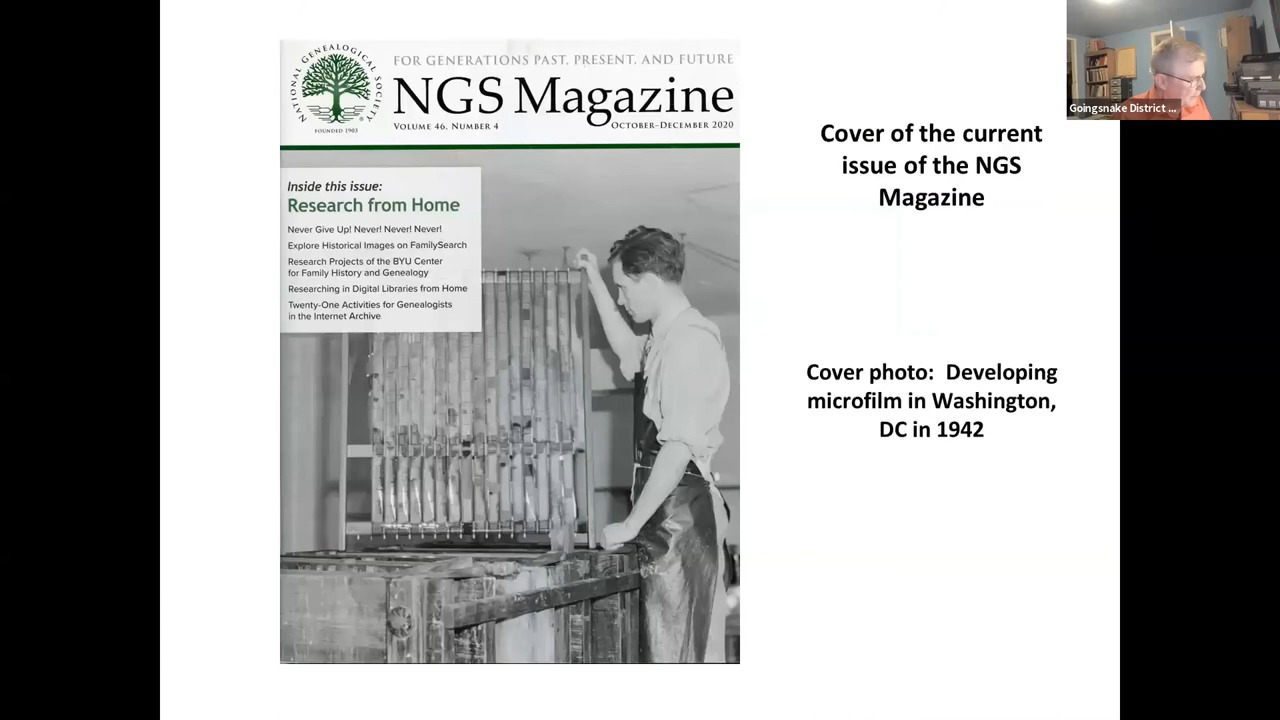 NATIONAL GENEALOGICAL SOCIETY
®
FOUNDED 1903
FOR GENERATIONS PAST, PRESENT, AND FUTURE
NGS Magazine
VOLUME 46, NUMBER 4
OCTOBER–DECEMBER 2020
Inside this issue:
Research from Home
Never Give Up! Never! Never! Never!
Explore Historical Images on FamilySearch
Research Projects of the BYU Center
for Family History and Genealogy
Researching in Digital Libraries from Home
Twenty-One Activities for Genealogists
in the Internet Archive
Cover of the current
issue of the NGS
Magazine
Cover photo:  Developing
microfilm in Washington,
DC in 1942
Goingsnake District ...